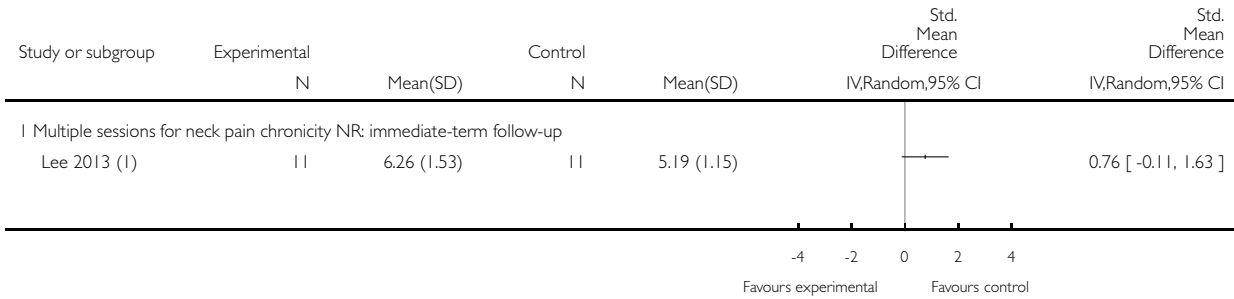 Std. Std.
Mean Mean
Study or subgroup Experimental Control Difference Difference
N Mean(SD) N Mean(SD) IV,Random,95% CI IV,Random,95% CI
1 Multiple sessions for neck pain chronicity NR: immediate-term follow-up
Lee 2013 (1) 11 6.26 (1.53) 11 5.19 (1.15) 0.76 [ -0.11, 1.63 ]
-4 -2 0 2 4
Favours experimental Favours control